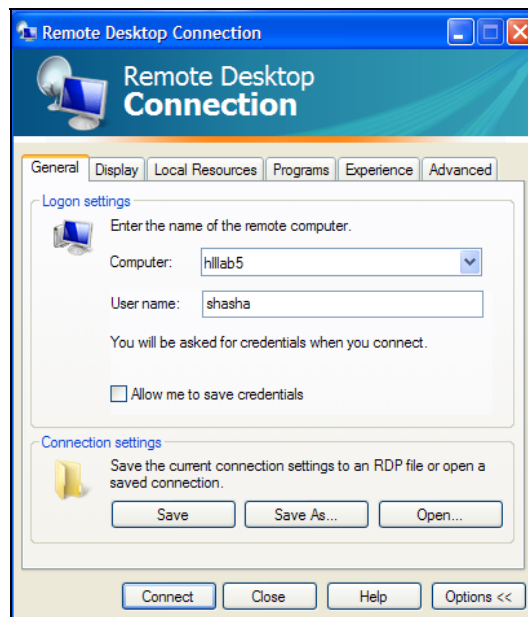 Remote Desktop Connection
Remote Desktop
Connection
General Display Local Resources Programs Experience Advanced
Logon settings
Enter the name of the remote computer.
Computer: hlllab5
User name: shasha
You will be asked for credentials when you connect.
Allow me to save credentials
Connection settings
Save the current connection settings to an RDP file or open a
saved connection.
Save Save As... Open...
Connect Close Help Options <<